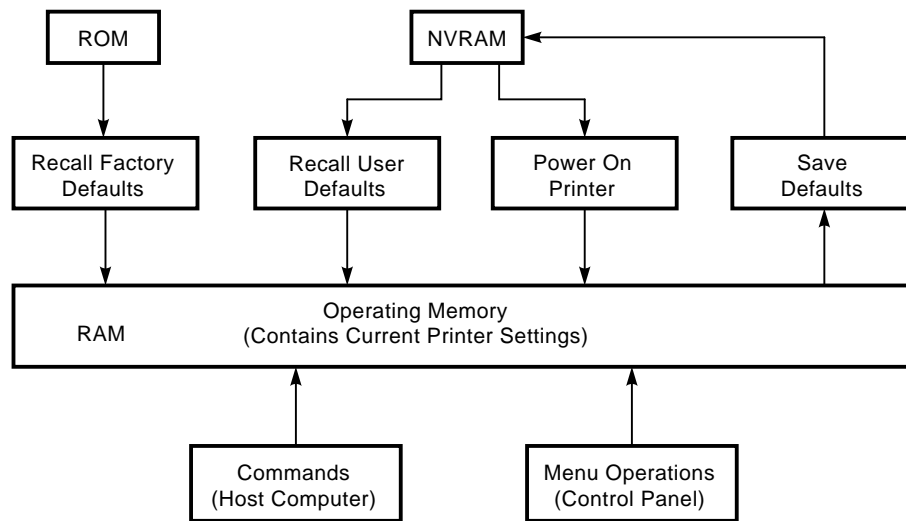 ROM
NVRAM
Recall Factory
Defaults
Recall User
Defaults
Power On
Printer
Save
Defaults
RAM
Operating Memory
(Contains Current Printer Settings)
Commands
(Host Computer)
Menu Operations
(Control Panel)